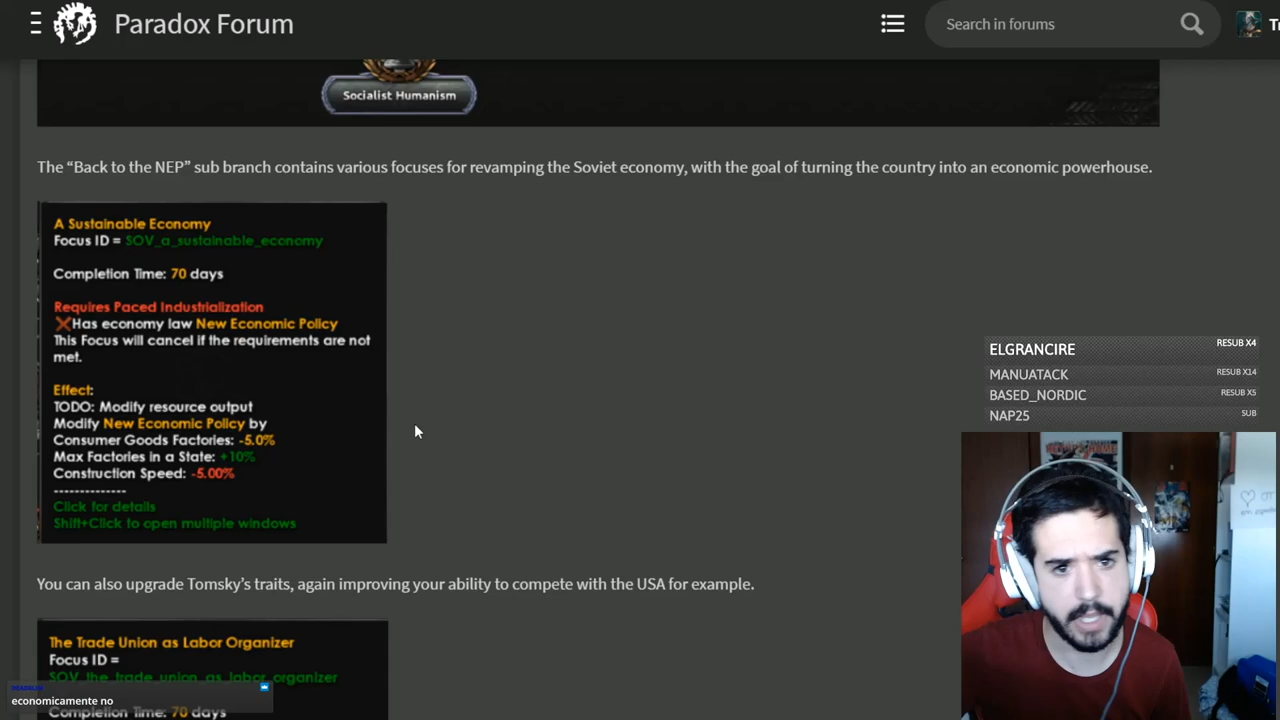 Paradox Forum
Search in forums
Socialist Humanism
The “Back to the NEP” sub branch contains various focuses for revamping the Soviet economy, with the goal of turning the country into an economic powerhouse.
A Sustainable Economy
Focus ID = SOV_a_sustainable_economy
Completion Time: 70 days
Requires Paced Industrialization
Has economy law New Economic Policy
This Focus will cancel if the requirements are not
met.
Effect:
TODO: Modify resource output
Modify New Economic Policy by
Consumer Goods Factories: -5.0%
Max Factories in a State: +10%
Construction Speed: -5.00%
--------------
Click for details
Shift+Click to open multiple windows
ELGRANCIRE RESUB X4
MANUATACK RESUB X14
BASED_NORDIC RESUB X5
NAP25 SUB
You can also upgrade Tomsky’s traits, again improving your ability to compete with the USA for example.
The Trade Union as Labor Organizer
Focus ID =
SOV_the_trade_union_as_labor_organizer
Completion Time: 70 days
economicamente no